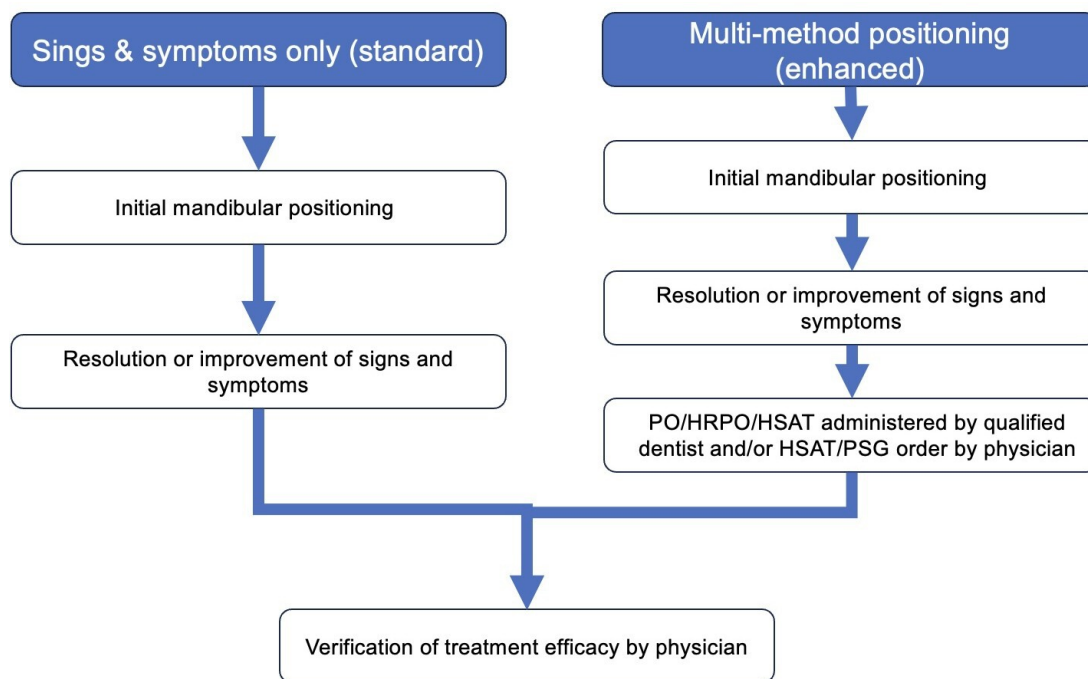 Sings & symptoms only (standard)
Initial mandibular positioning
Resolution or improvement of signs and
symptoms
Multi-method positioning
(enhanced)
Initial mandibular positioning
Resolution or improvement of signs and
symptoms
PO/HRPO/HSAT administered by qualified
dentist and/or HSAT/PSG order by physician
Verification of treatment efficacy by physician